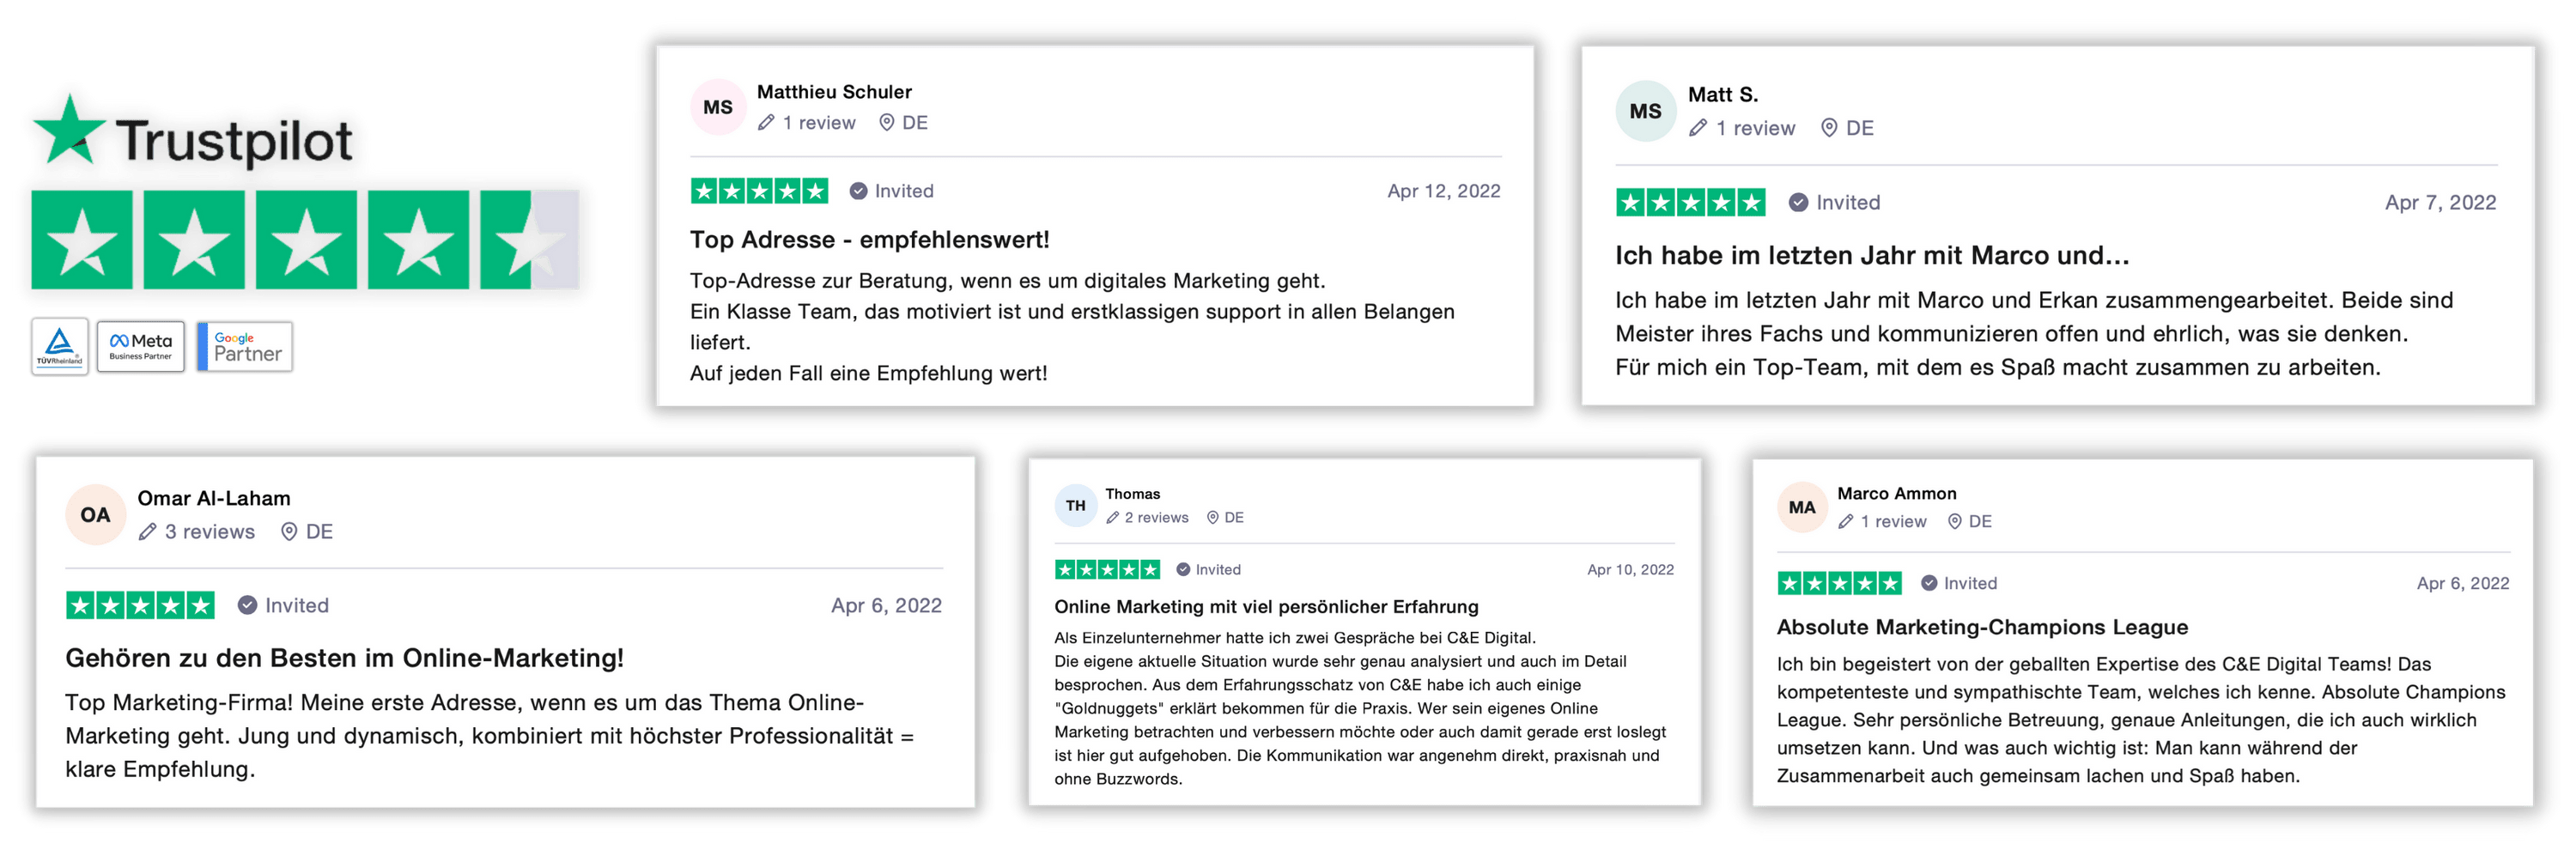 Trustpilot
TÜVRheinland®
Meta
Business Partner
Google
Partner
MS
Matthieu Schuler
1 review DE
Invited Apr 12, 2022
Top Adresse - empfehlenswert!
Top-Adresse zur Beratung, wenn es um digitales Marketing geht.
Ein Klasse Team, das motiviert ist und erstklassigen support in allen Belangen
liefert.
Auf jeden Fall eine Empfehlung wert!
MS
Matt S.
1 review DE
Invited Apr 7, 2022
Ich habe im letzten Jahr mit Marco und...
Ich habe im letzten Jahr mit Marco und Erkan zusammengearbeitet. Beide sind
Meister ihres Fachs und kommunizieren offen und ehrlich, was sie denken.
Für mich ein Top-Team, mit dem es Spaß macht zusammen zu arbeiten.
OA
Omar Al-Laham
3 reviews DE
Invited Apr 6, 2022
Gehören zu den Besten im Online-Marketing!
Top Marketing-Firma! Meine erste Adresse, wenn es um das Thema Online-
Marketing geht. Jung und dynamisch, kombiniert mit höchster Professionalität =
klare Empfehlung.
TH
Thomas
2 reviews DE
Invited Apr 10, 2022
Online Marketing mit viel persönlicher Erfahrung
Als Einzelunternehmer hatte ich zwei Gespräche bei C&E Digital.
Die eigene aktuelle Situation wurde sehr genau analysiert und auch im Detail
besprochen. Aus dem Erfahrungsschatz von C&E habe ich auch einige
"Goldnuggets" erklärt bekommen für die Praxis. Wer sein eigenes Online
Marketing betrachten und verbessern möchte oder auch damit gerade erst loslegt
ist hier gut aufgehoben. Die Kommunikation war angenehm direkt, praxisnah und
ohne Buzzwords.
MA
Marco Ammon
1 review DE
Invited Apr 6, 2022
Absolute Marketing-Champions League
Ich bin begeistert von der geballten Expertise des C&E Digital Teams! Das
kompetenteste und sympathischte Team, welches ich kenne. Absolute Champions
League. Sehr persönliche Betreuung, genaue Anleitungen, die ich auch wirklich
umsetzen kann. Und was auch wichtig ist: Man kann während der
Zusammenarbeit auch gemeinsam lachen und Spaß haben.